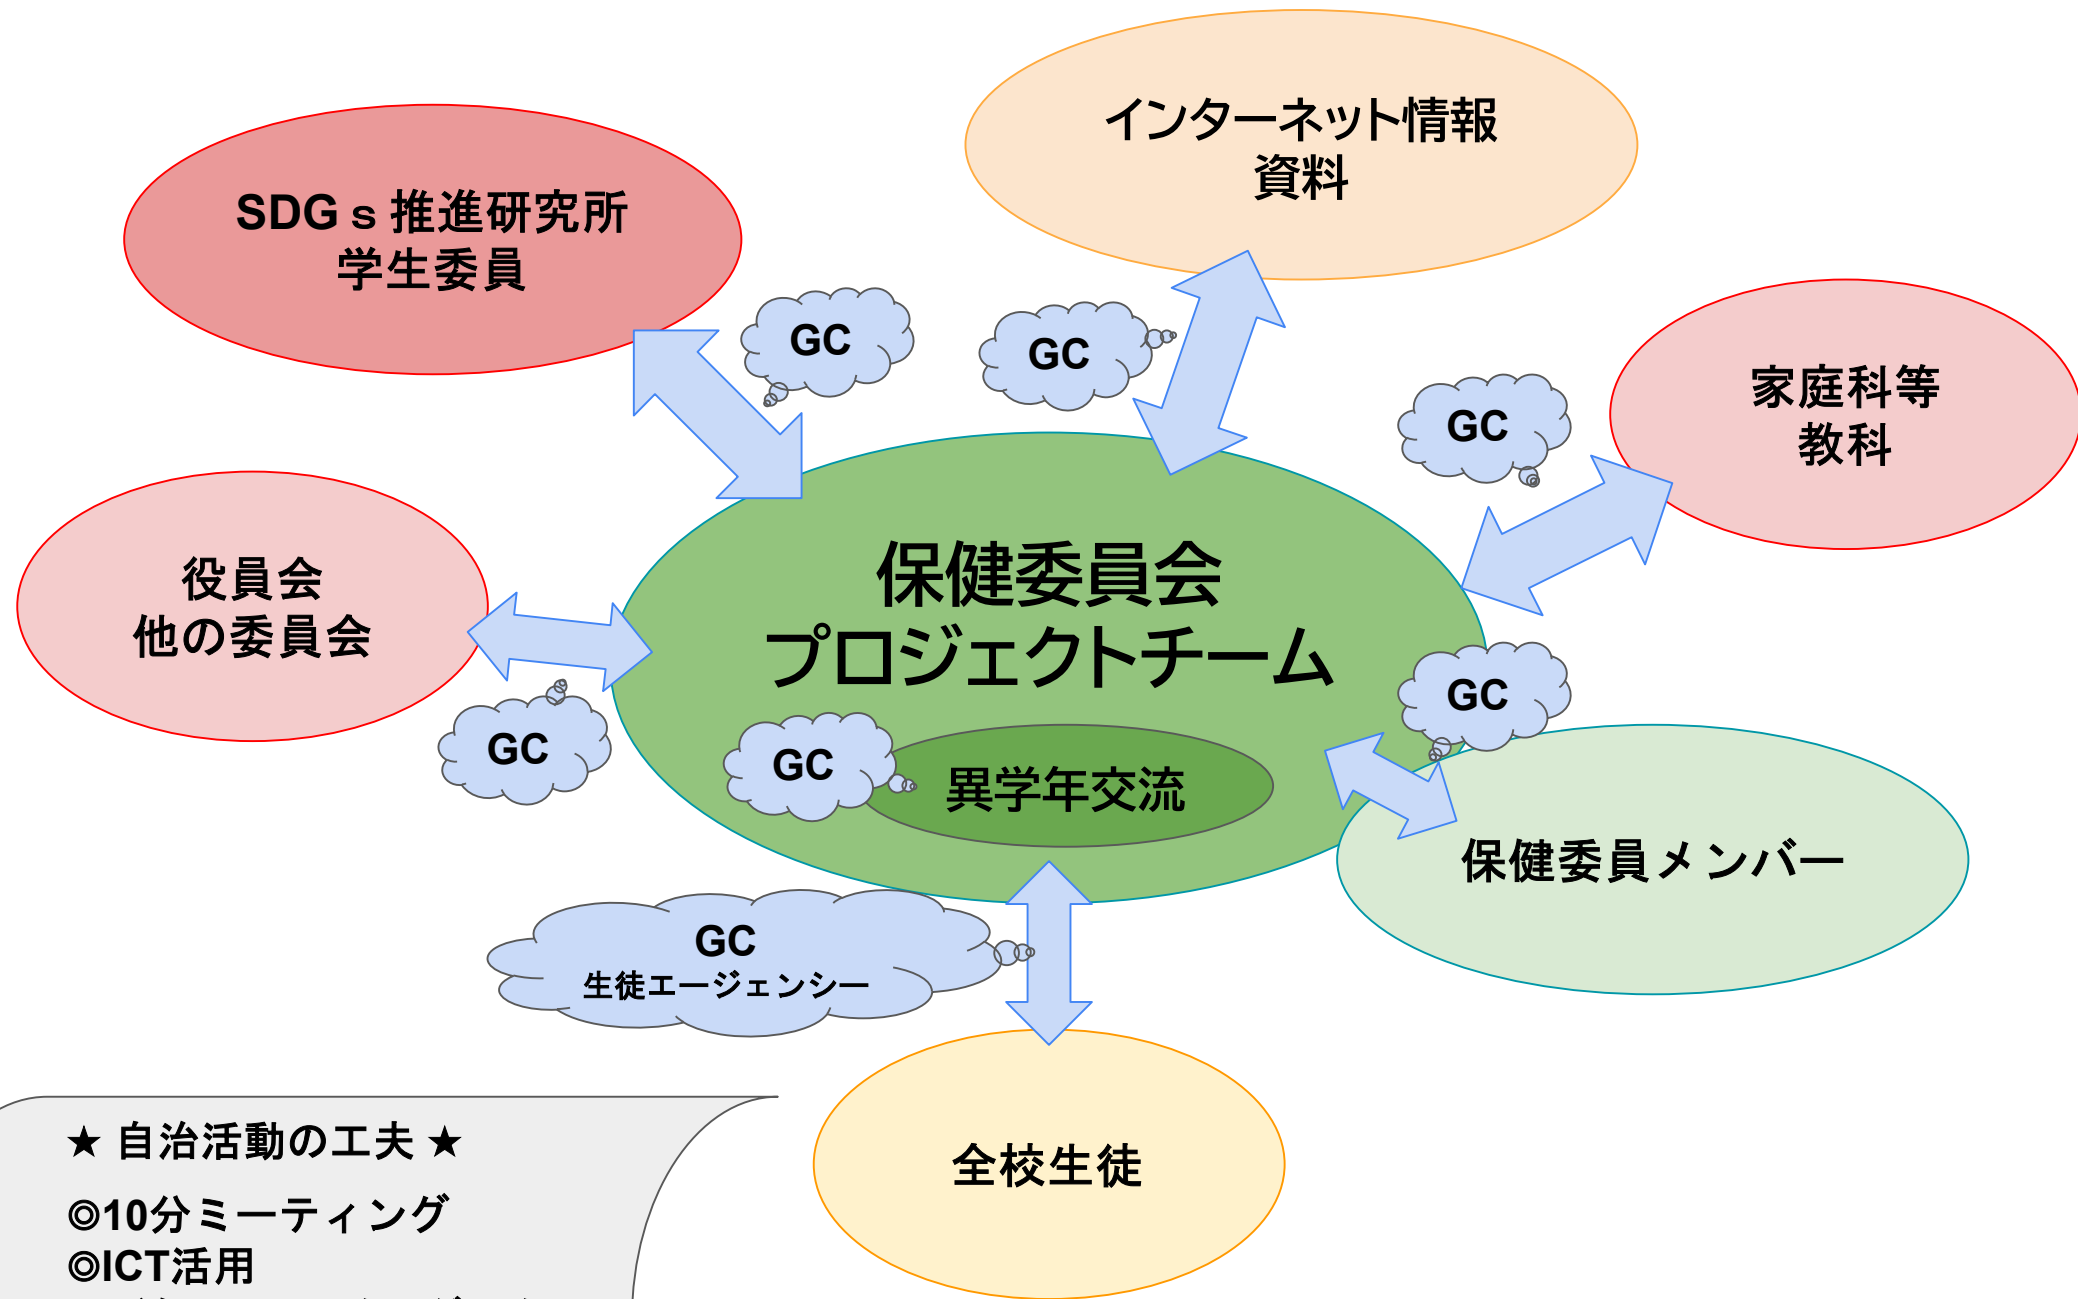 インターネット情報
資料
SDGｓ推進研究所
学生委員
GC
GC
家庭科等
教科
GC
役員会
他の委員会
保健委員会
プロジェクトチーム
GC
GC
GC
異学年交流
保健委員メンバー
GC
生徒エージェンシー
全校生徒
★ 自治活動の工夫 ★
◎10分ミーティング
◎ICT活用